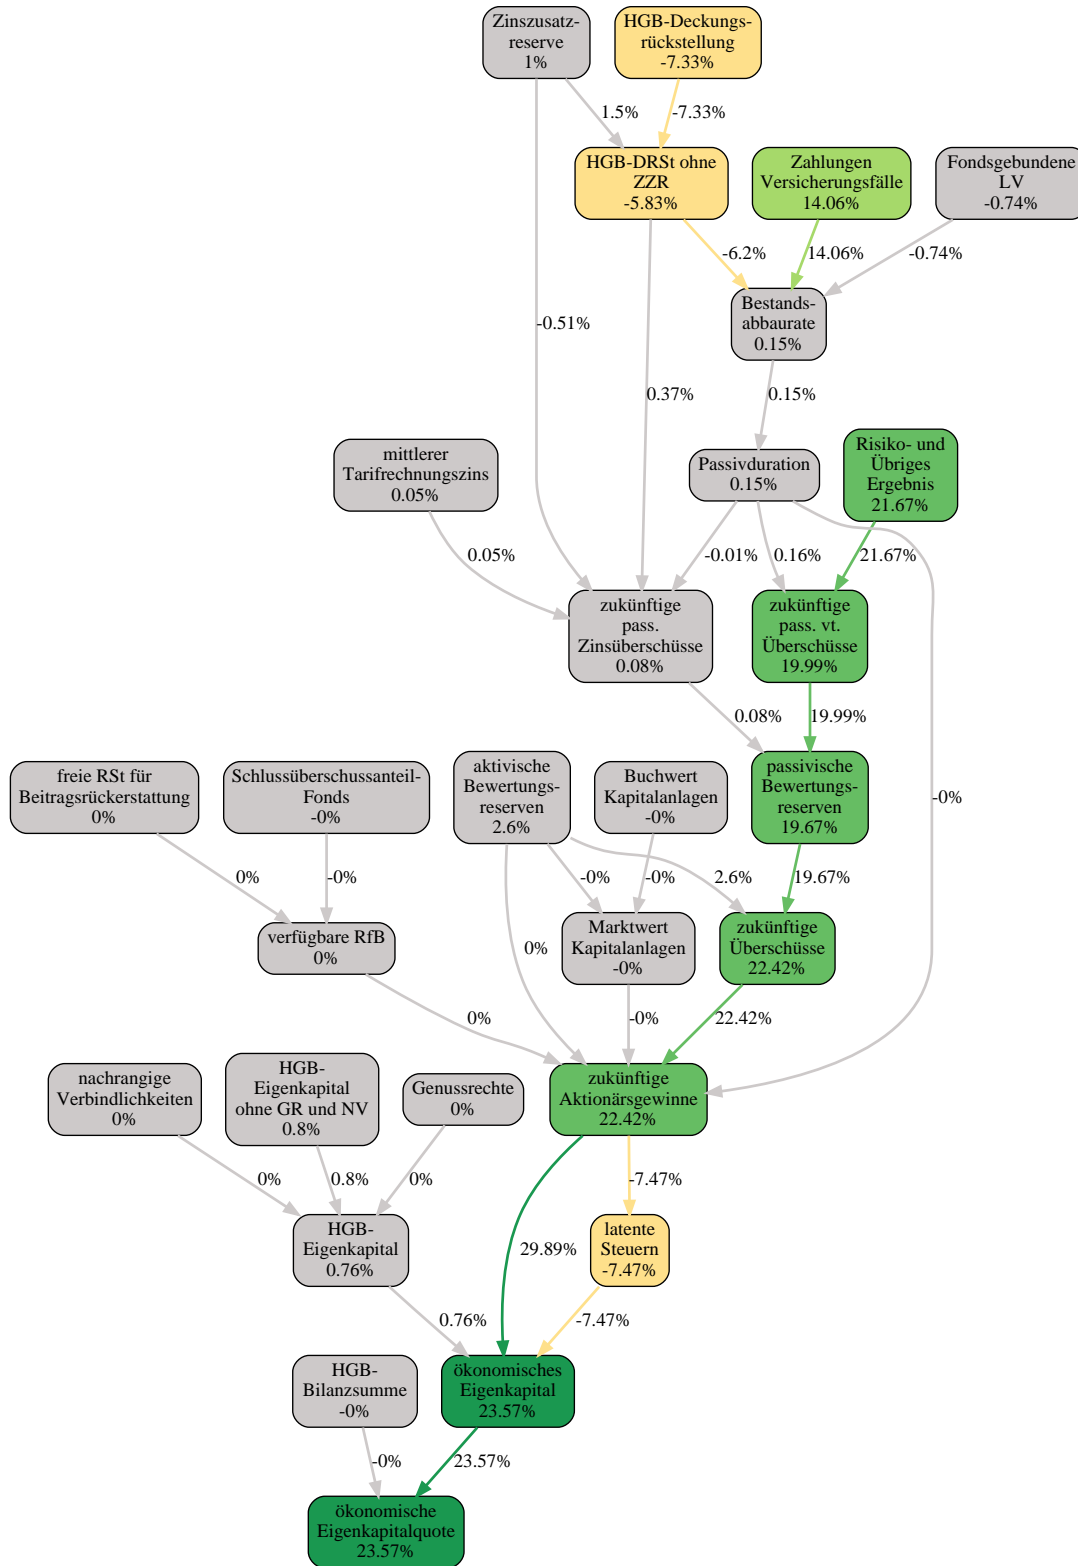 Zinszusatz-
reserve
1%
HGB-Deckungs-
rückstellung
-7.33%
1.5%
-7.33%
HGB-DRSt ohne
ZZR
-5.83%
Zahlungen
Versicherungsfälle
14.06%
Fondsgebundene
LV
-0.74%
-6.2%
14.06%
-0.74%
Bestands-
abbaurate
0.15%
-0.51%
0.37%
0.15%
mittlerer
Tarifrechnungszins
0.05%
Passivduration
0.15%
Risiko- und
Übriges
Ergebnis
21.67%
0.05%
-0.01%
0.16%
21.67%
zukünftige
pass.
Zinsüberschüsse
0.08%
zukünftige
pass. vt.
Überschüsse
19.99%
0.08%
19.99%
-0%
freie RSt für
Beitragsrückerstattung
0%
Schlussüberschussanteil-
Fonds
-0%
aktivische
Bewertungs-
reserven
2.6%
Buchwert
Kapitalanlagen
-0%
passivische
Bewertungs-
reserven
19.67%
0%
-0%
0%
-0%
-0%
2.6%
19.67%
verfügbare RfB
0%
Marktwert
Kapitalanlagen
-0%
zukünftige
Überschüsse
22.42%
0%
-0%
22.42%
nachrangige
Verbindlichkeiten
0%
HGB-
Eigenkapital
ohne GR und NV
0.8%
Genussrechte
0%
zukünftige
Aktionärsgewinne
22.42%
0%
0.8%
0%
29.89%
-7.47%
HGB-
Eigenkapital
0.76%
latente
Steuern
-7.47%
0.76%
-7.47%
HGB-
Bilanzsumme
-0%
ökonomisches
Eigenkapital
23.57%
-0%
23.57%
ökonomische
Eigenkapitalquote
23.57%